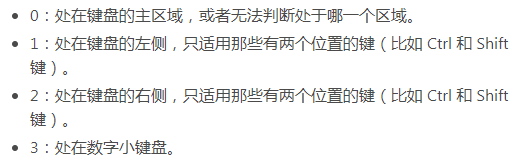 0：处在键盘的主区域，或者无法判断处于哪一个区域。
1：处在键盘的左侧，只适用那些有两个位置的键（比如 Ctrl 和 Shift
键）。
2：处在键盘的右侧，只适用那些有两个位置的键（比如 Ctrl 和 Shift
键）。
3：处在数字小键盘。